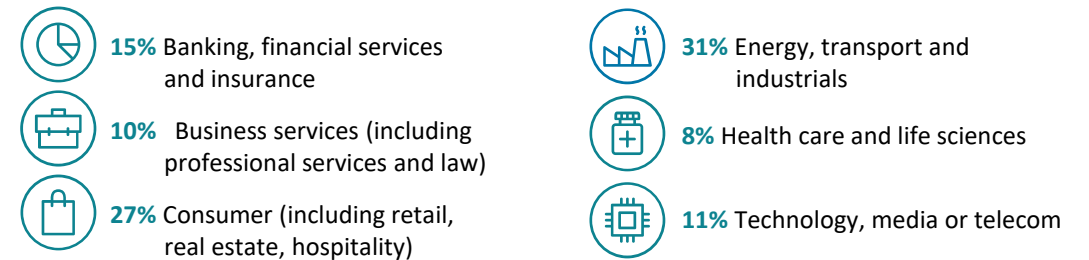 15% Banking, financial services
and insurance
10% Business services (including
professional services and law)
27% Consumer (including retail,
real estate, hospitality)
31% Energy, transport and
industrials
8% Health care and life sciences
11% Technology, media or telecom